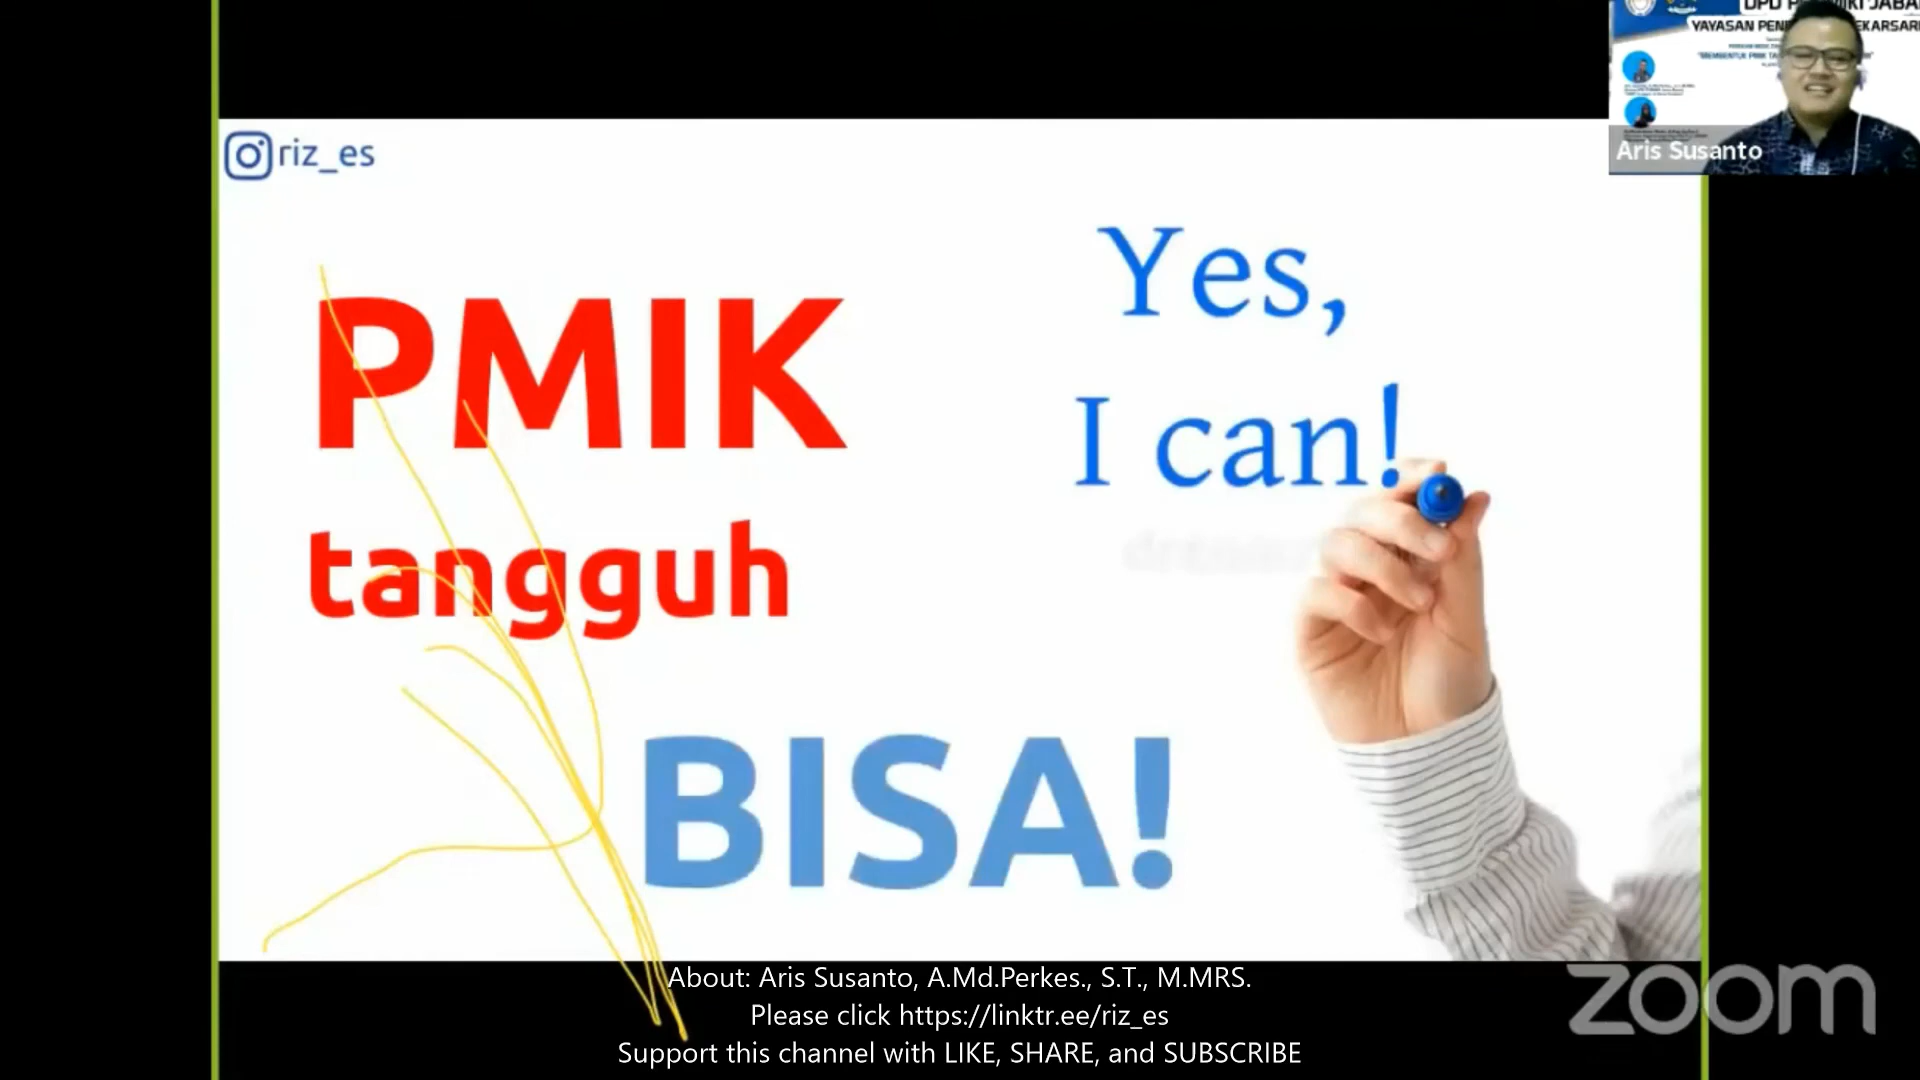 riz_es
PMIK
tangguh
BISA!
Yes,
I can!
YAYASAN
Aris Susanto
About: Aris Susanto, A.Md.Perkes., S.T., M.MRS.
Please click https://linktr.ee/riz_es
Support this channel with LIKE, SHARE, and SUBSCRIBE
zoom